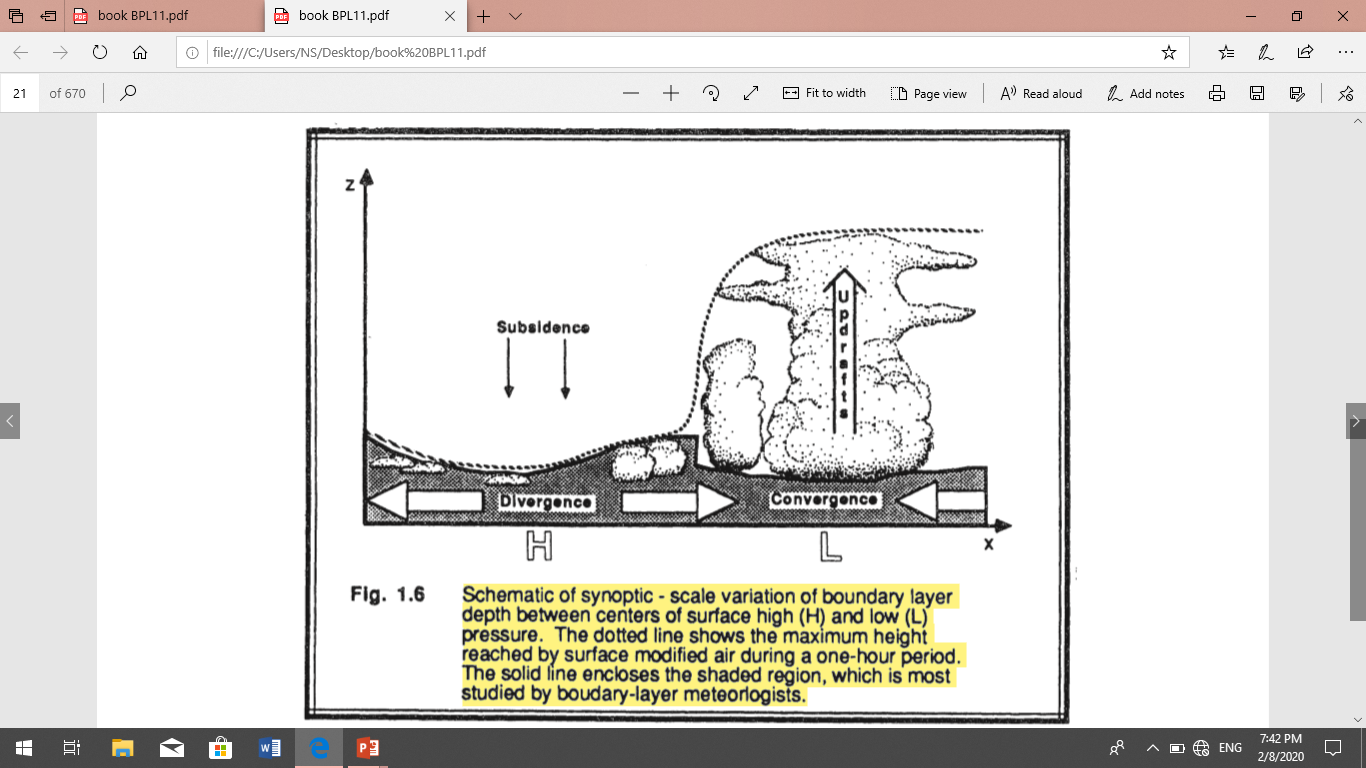 book BPL11.pdf
book BPL11.pdf
file:///C:/Users/NS/Desktop/book%20BPL11.pdf
21 of 670
Fit to width
Page view
Read aloud
Add notes
Z
Subsidence
Updrafts
Divergence
Convergence
X
H
L
Fig. 1.6
Schematic of synoptic - scale variation of boundary layer
depth between centers of surface high (H) and low (L)
pressure. The dotted line shows the maximum height
reached by surface modified air during a one-hour period.
The solid line encloses the shaded region, which is most
studied by boudary-layer meteorlogists.
ENG
7:42 PM
2/8/2020